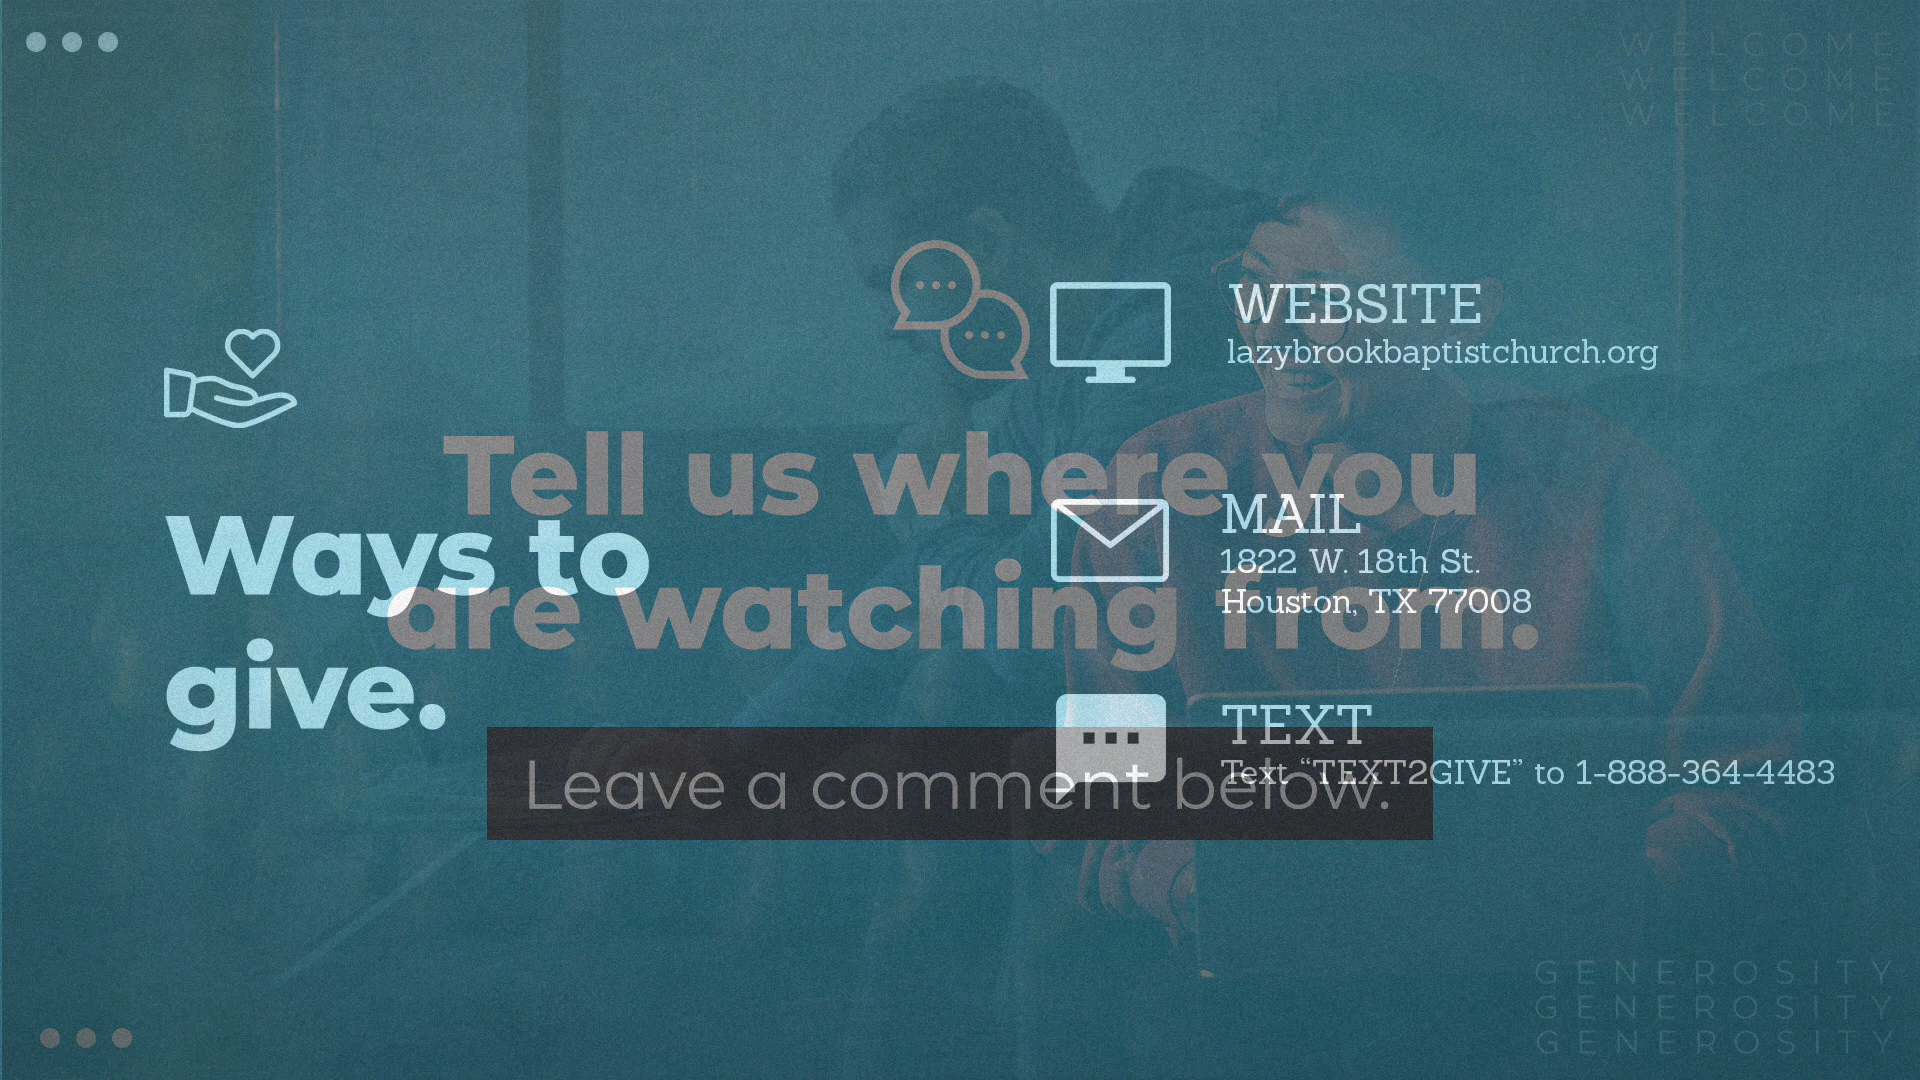 WELCOME
WELCOME
WELCOME
WEBSITE
lazybrookbaptistchurch.org
Tell us where you
are watching from.
Ways to
give.
MAIL
1822 W. 18th St.
Houston, TX 77008
TEXT
Text “TEXT2GIVE” to 1-888-364-4483
Leave a comment below.
GENEROSITY
GENEROSITY
GENEROSITY